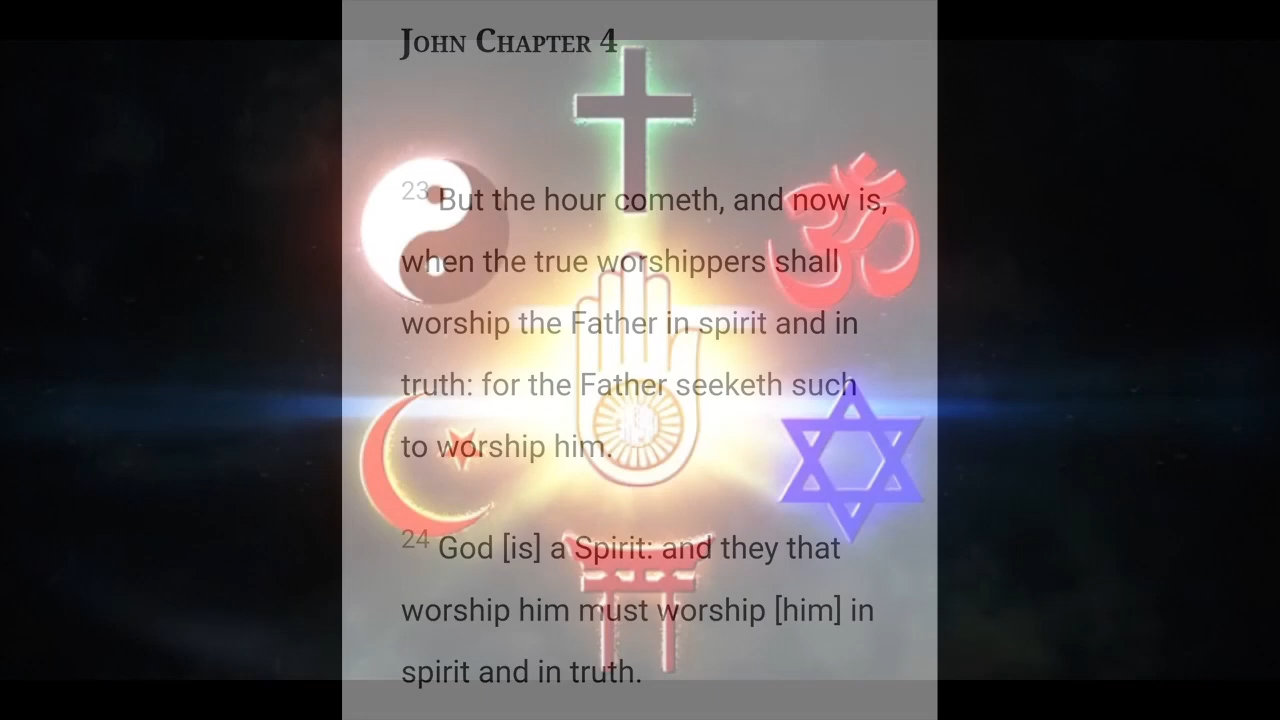 John Chapter 4
23 But the hour cometh, and now is,
when the true worshippers shall
worship the Father in spirit and in
truth: for the Father seeketh such
to worship him.
24 God [is] a Spirit: and they that
worship him must worship [him] in
spirit and in truth.